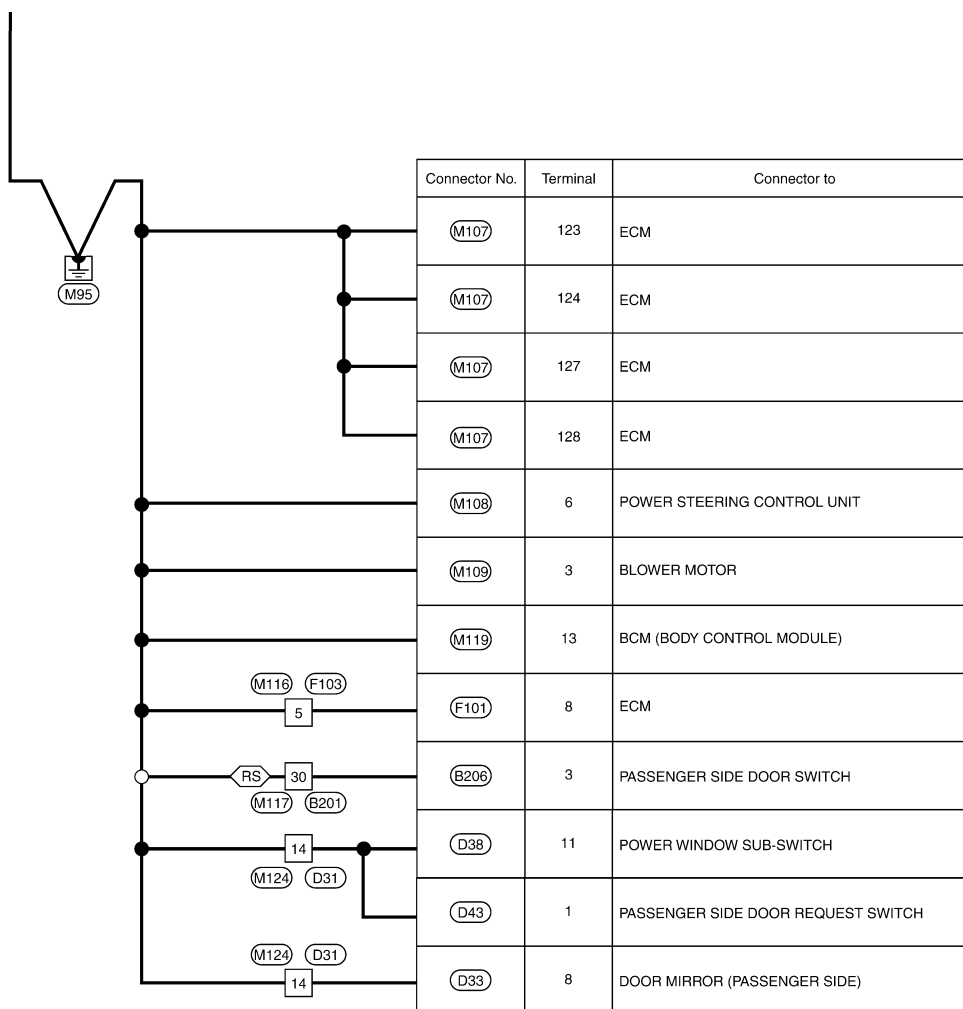 Connector No. Terminal Connector to
M107 123 ECM
M95
M107 124 ECM
M107 127 ECM
M107 128 ECM
M108 6 POWER STEERING CONTROL UNIT
M109 3 BLOWER MOTOR
M119 13 BCM (BODY CONTROL MODULE)
M116 F103
5 F101 8 ECM
RS 30 B206 3 PASSENGER SIDE DOOR SWITCH
M117 B201
14 D38 11 POWER WINDOW SUB-SWITCH
M124 D31
D43 1 PASSENGER SIDE DOOR REQUEST SWITCH
M124 D31
14 D33 8 DOOR MIRROR (PASSENGER SIDE)